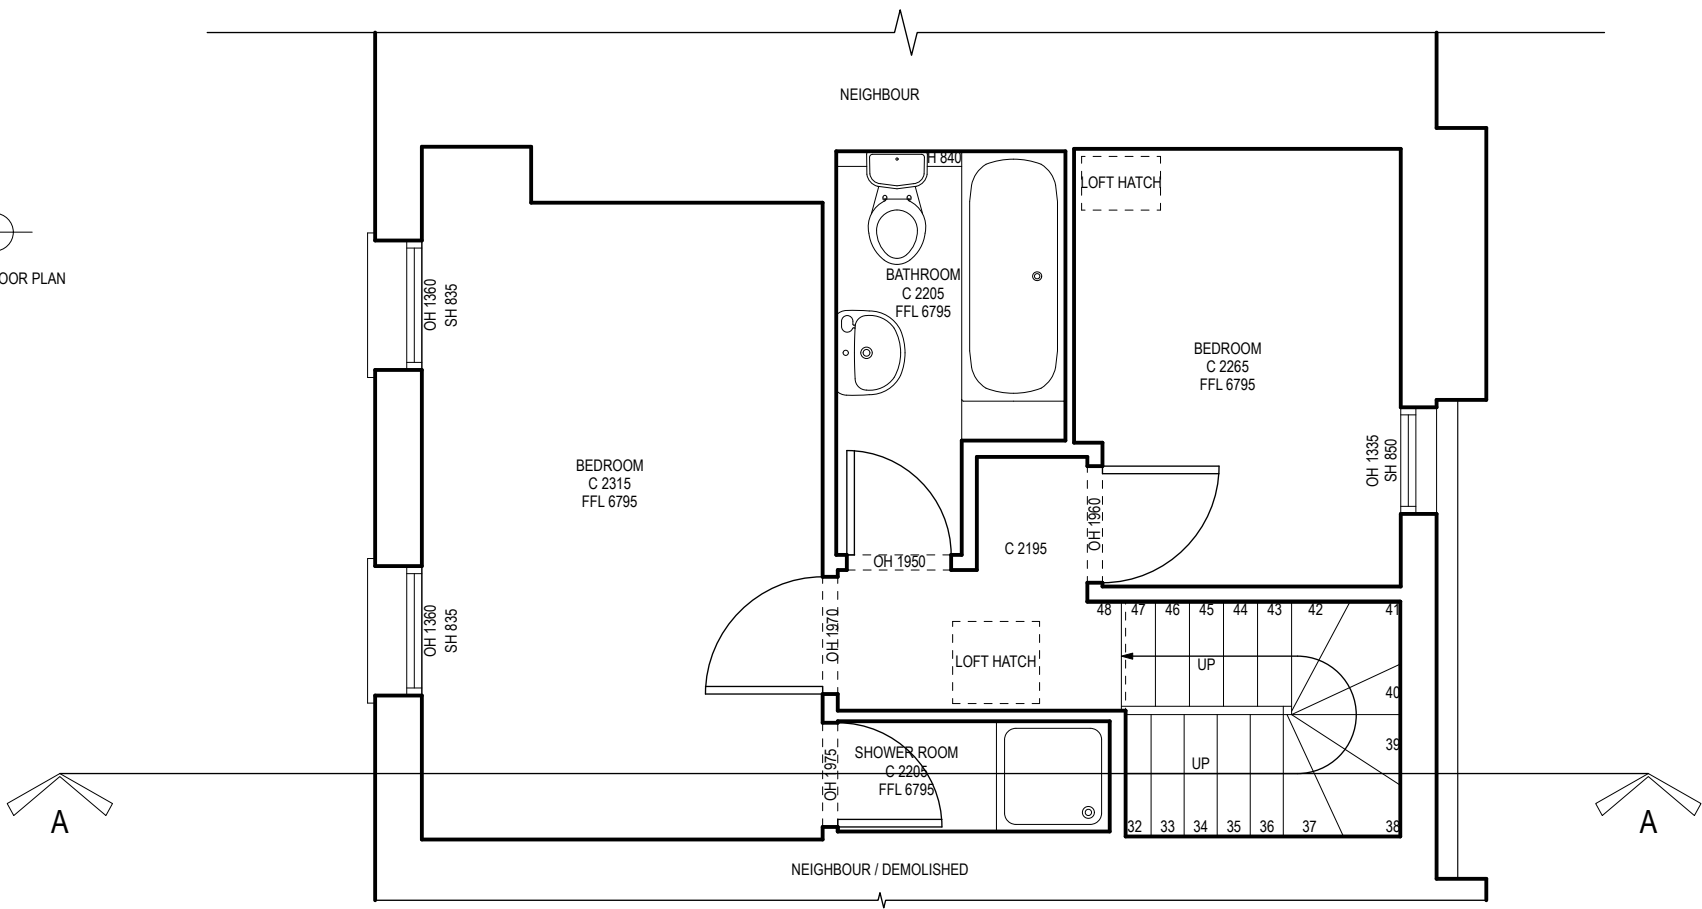 NEIGHBOUR
H 840
LOFT HATCH
OOR PLAN
OH 1360
SH 835
BATHROOM
C 2205
FFL 6795
BEDROOM
C 2265
FFL 6795
OH 1335
SH 850
BEDROOM
C 2315
FFL 6795
OH 1960
C 2195
OH 1950
OH 1360
SH 835
OH 1970
48 47 46 45 44 43 42 41
LOFT HATCH
UP
40
39
SHOWER ROOM
C 2205
FFL 6795
OH 1975
UP
A
A
32 33 34 35 36 37 38
NEIGHBOUR / DEMOLISHED